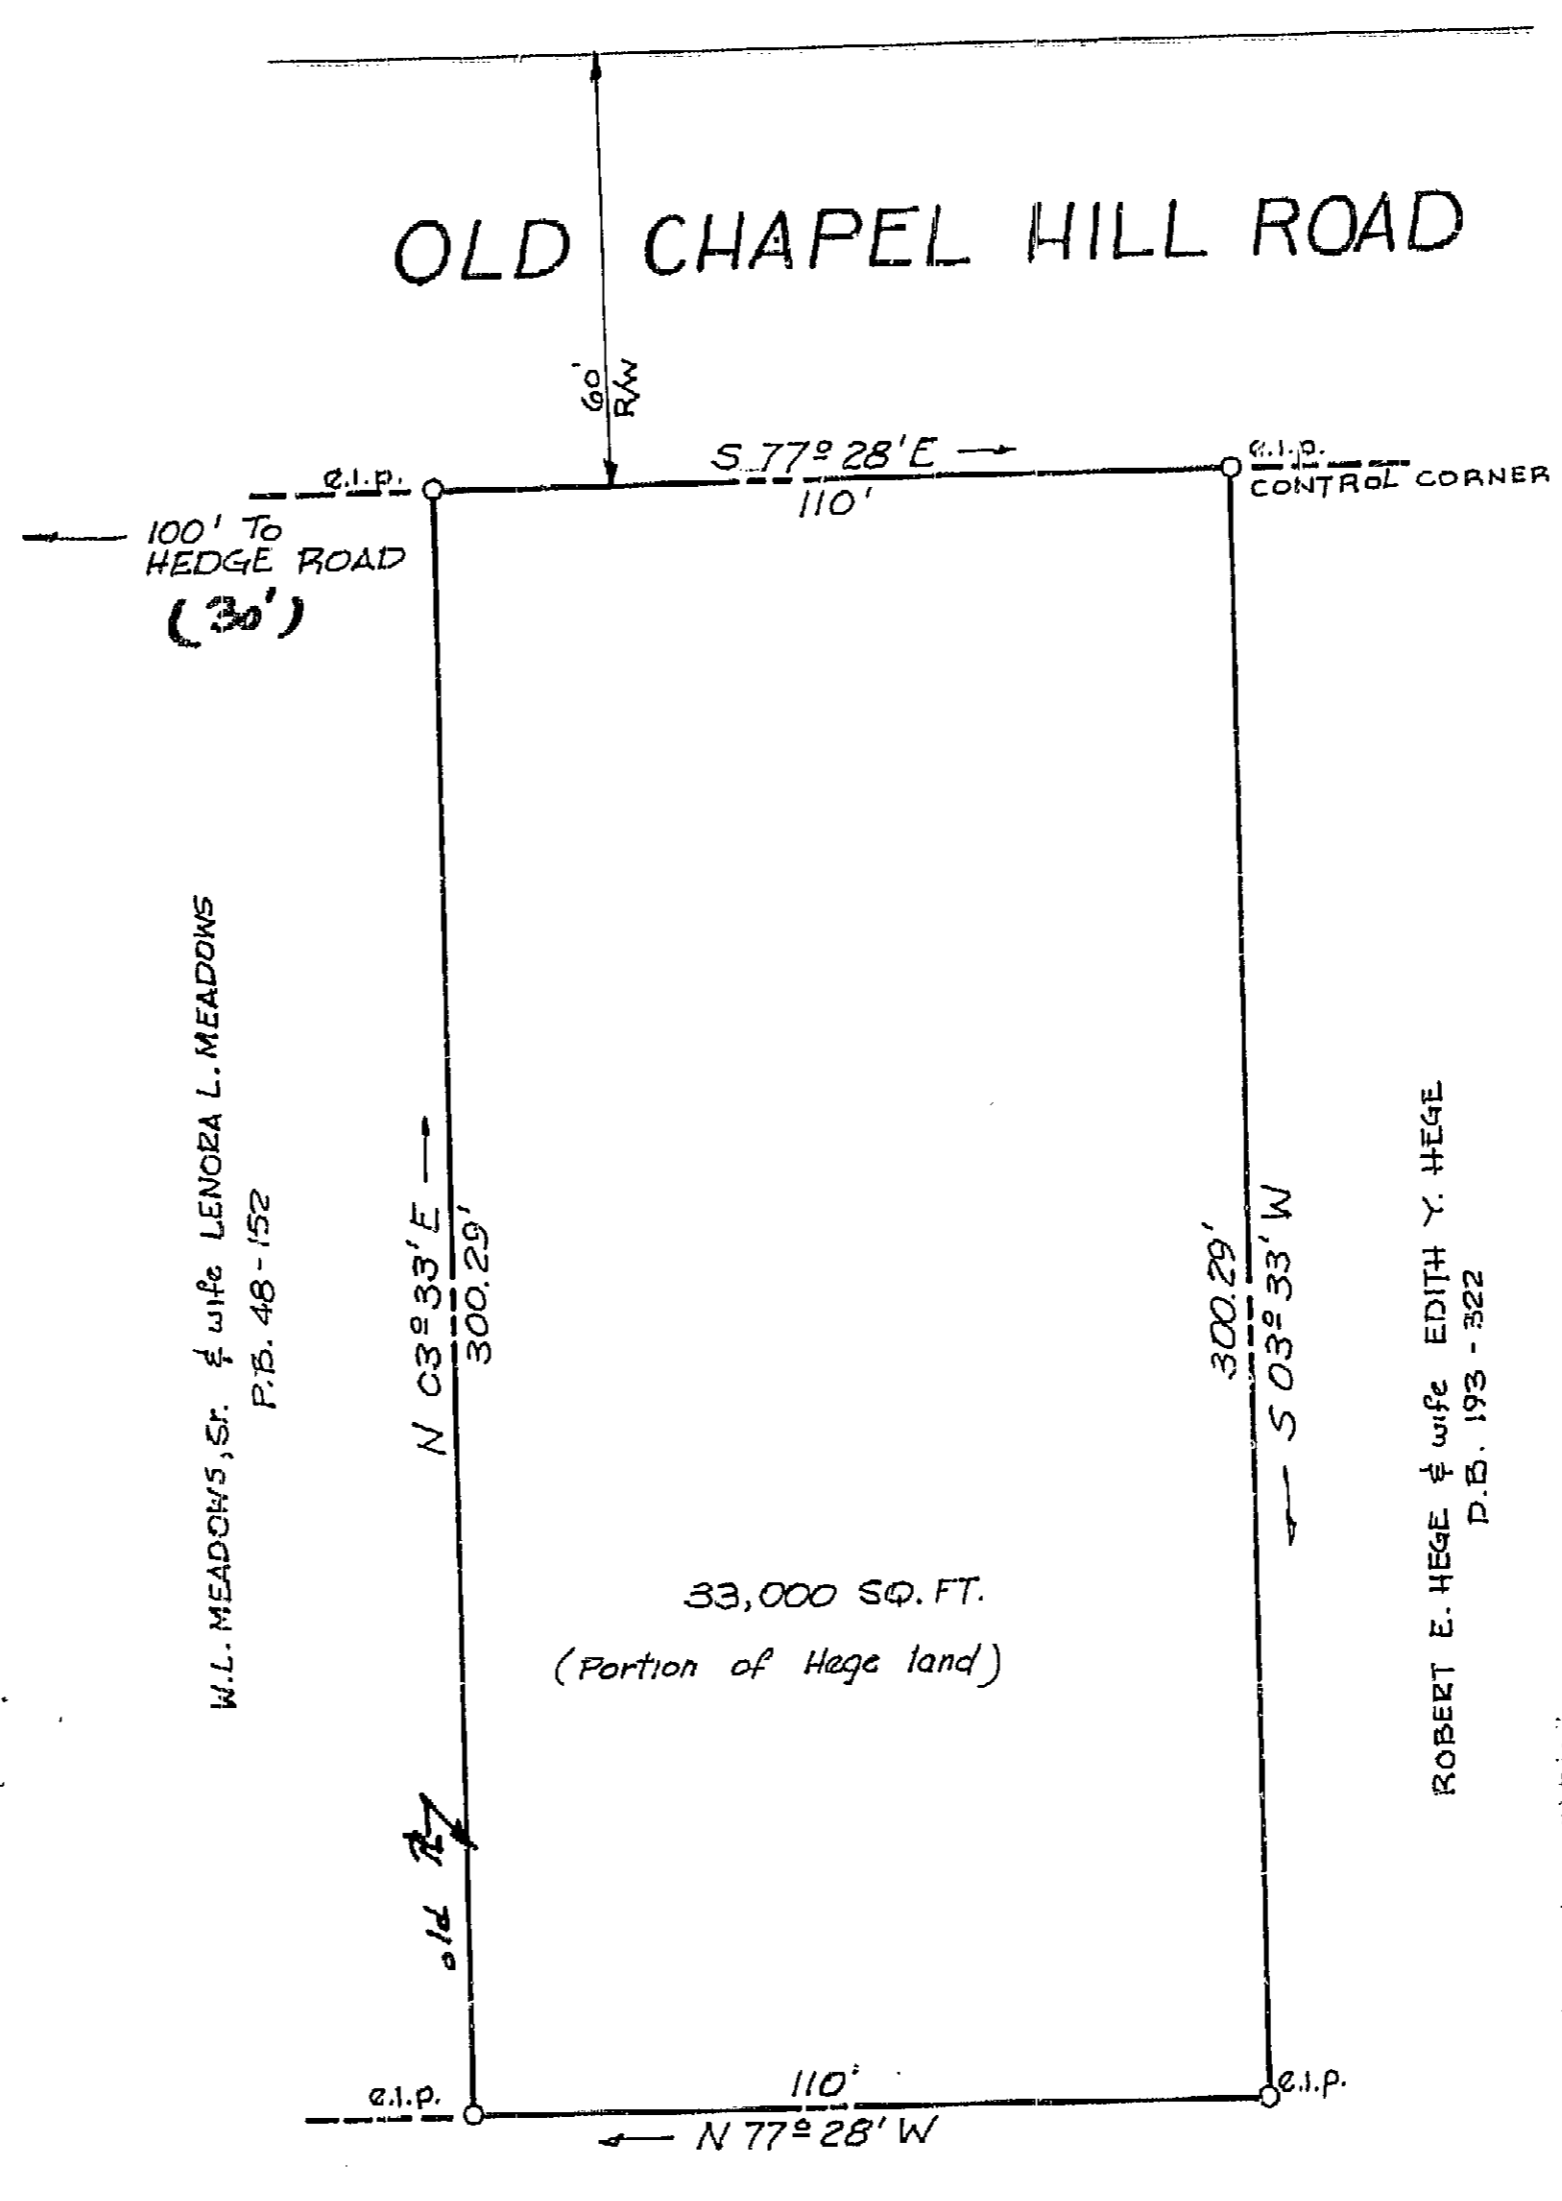 OLD CHAPEL HILL ROAD
60'
R/W
S 77º 28' E
110'
e.i.p.
e.i.p.
CONTROL CORNER
100' To
HEDGE ROAD
(30')
W.L. MEADOWS, Sr. & wife LENORA L. MEADOWS
P.B. 48-152
N 03º 33' E
300.29'
300.29'
S 03º 33' W
ROBERT E. HEGE & wife EDITH Y. HEGE
D.B. 193-322
33,000 SQ. FT.
(Portion of Hege land)
old
e.i.p.
110'
e.i.p.
N 77º 28' W